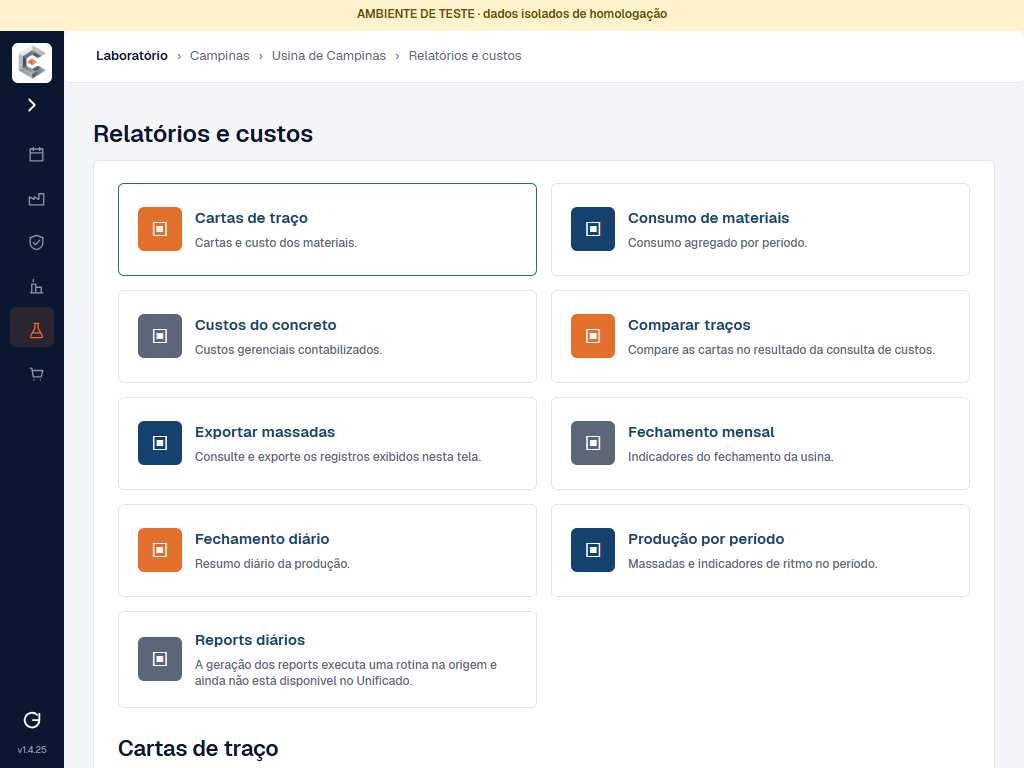 AMBIENTE DE TESTE · dados isolados de homologação
Laboratório › Campinas › Usina de Campinas › Relatórios e custos
Relatórios e custos
Cartas de traço
Cartas e custo dos materiais.
Consumo de materiais
Consumo agregado por período.
Custos do concreto
Custos gerenciais contabilizados.
Comparar traços
Compare as cartas no resultado da consulta de custos.
Exportar massadas
Consulte e exporte os registros exibidos nesta tela.
Fechamento mensal
Indicadores do fechamento da usina.
Fechamento diário
Resumo diário da produção.
Produção por período
Massadas e indicadores de ritmo no período.
Reports diários
A geração dos reports executa uma rotina na origem e
ainda não está disponível no Unificado.
v1.4.25
Cartas de traço